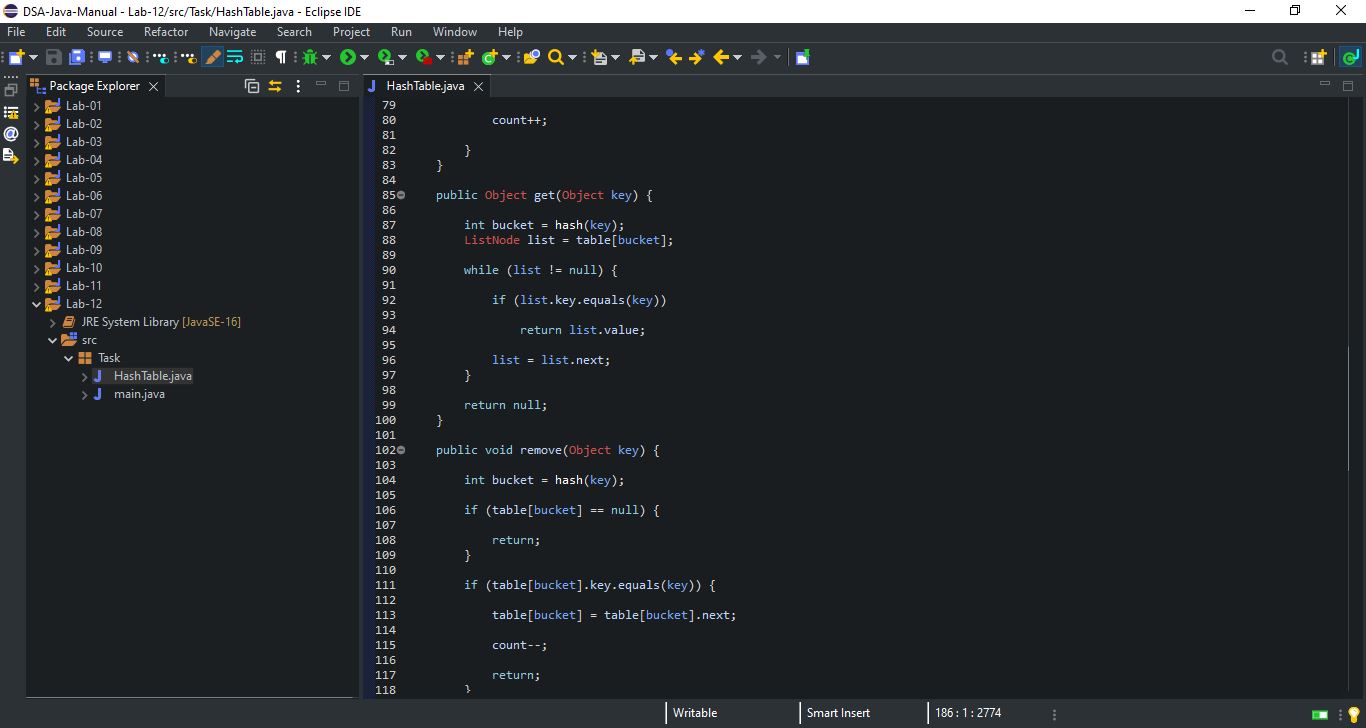 DSA-Java-Manual - Lab-12/src/Task/HashTable.java - Eclipse IDE
File Edit Source Refactor Navigate Search Project Run Window Help
Package Explorer
Lab-01
Lab-02
Lab-03
Lab-04
Lab-05
Lab-06
Lab-07
Lab-08
Lab-09
Lab-10
Lab-11
Lab-12
JRE System Library [JavaSE-16]
src
Task
HashTable.java
main.java
HashTable.java
79
80 count++;
81
82 }
83 }
84
85 public Object get(Object key) {
86
87 int bucket = hash(key);
88 ListNode list = table[bucket];
89
90 while (list != null) {
91
92 if (list.key.equals(key))
93
94 return list.value;
95
96 list = list.next;
97 }
98
99 return null;
100 }
101
102 public void remove(Object key) {
103
104 int bucket = hash(key);
105
106 if (table[bucket] == null) {
107
108 return;
109 }
110
111 if (table[bucket].key.equals(key)) {
112
113 table[bucket] = table[bucket].next;
114
115 count--;
116
117 return;
118 }
Writable Smart Insert 186 : 1 : 2774